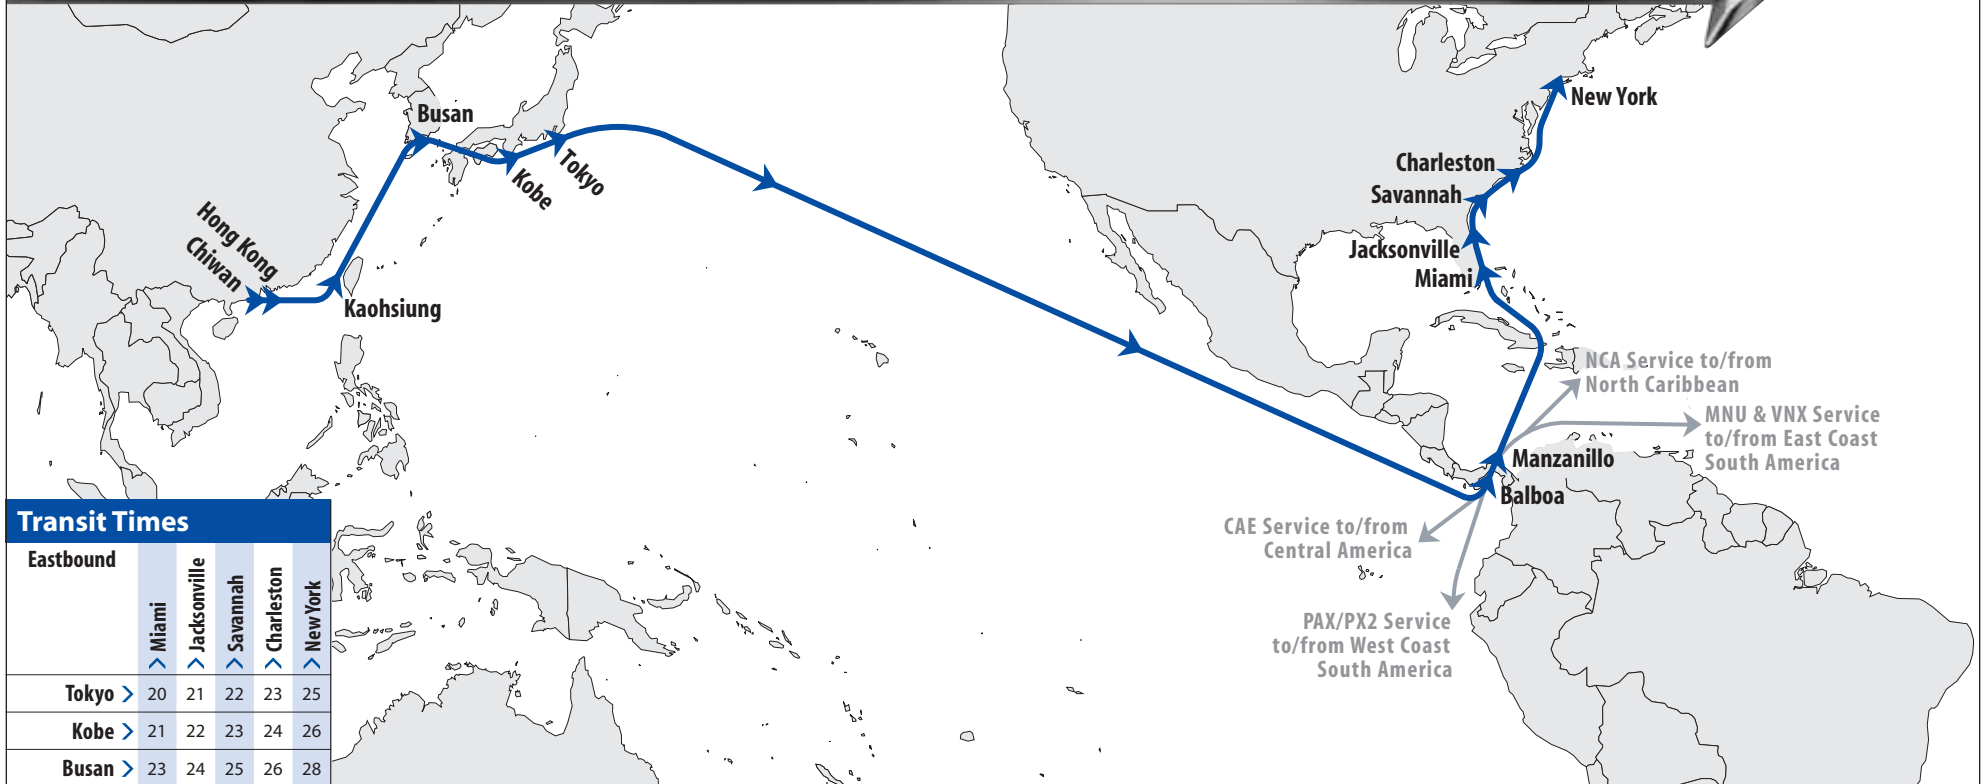 Busan
New York
Tokyo
Kobe
Charleston
Savannah
Hong Kong
Chiwan
Jacksonville
Miami
Kaohsiung
NCA Service to/from
North Caribbean
MNU & VNX Service
to/from East Coast
South America
Manzanillo
Balboa
CAE Service to/from
Central America
PAX/PX2 Service
to/from West Coast
South America
Transit Times
Eastbound
Miami Jacksonville Savannah Charleston New York
Tokyo 20 21 22 23 25
Kobe 21 22 23 24 26
Busan 23 24 25 26 28